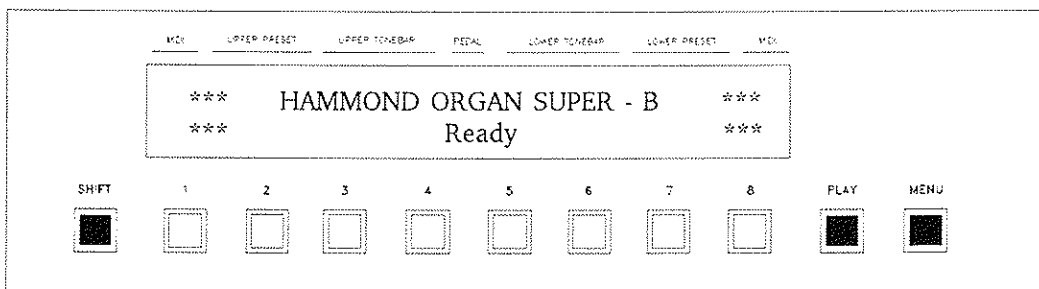 MIX UPPER PRESET UPPER TONEBAR PEDAL LOWER TONEBAR LOWER PRESET MIX
*** HAMMOND ORGAN SUPER - B ***
*** Ready ***
SHIFT 1 2 3 4 5 6 7 8 PLAY MENU